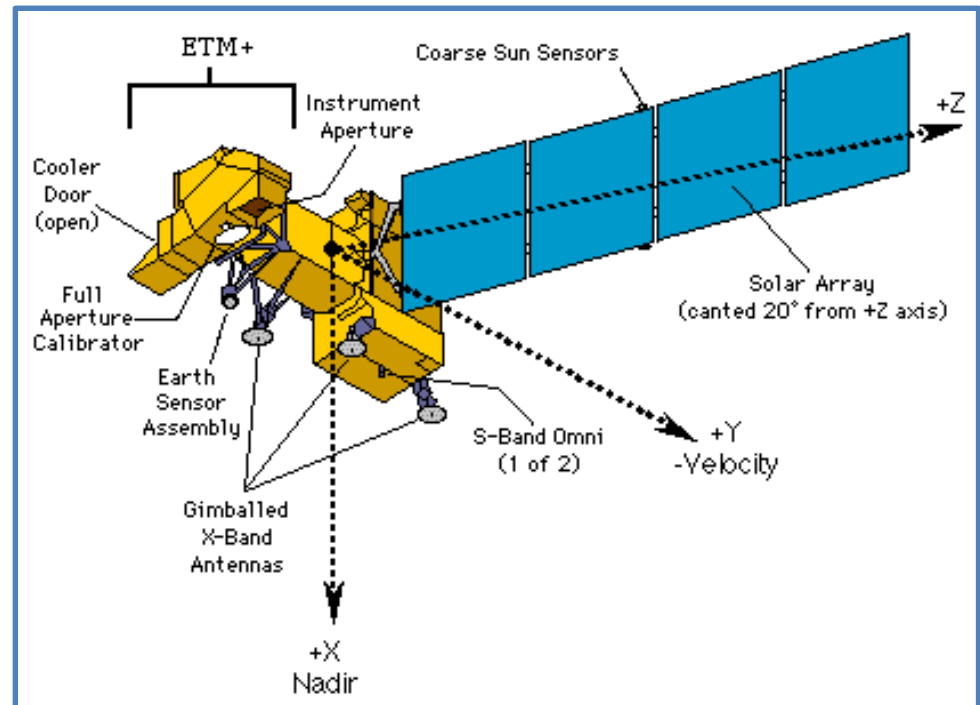 ETM+
Coarse Sun Sensors
Instrument
Aperture
+Z
Cooler
Door
(open)
Solar Array
(canted 20° from +Z axis)
Full
Aperture
Calibrator
Earth
Sensor
Assembly
S-Band Omni
(1 of 2)
+Y
-Velocity
Gimballed
X-Band
Antennas
+X
Nadir